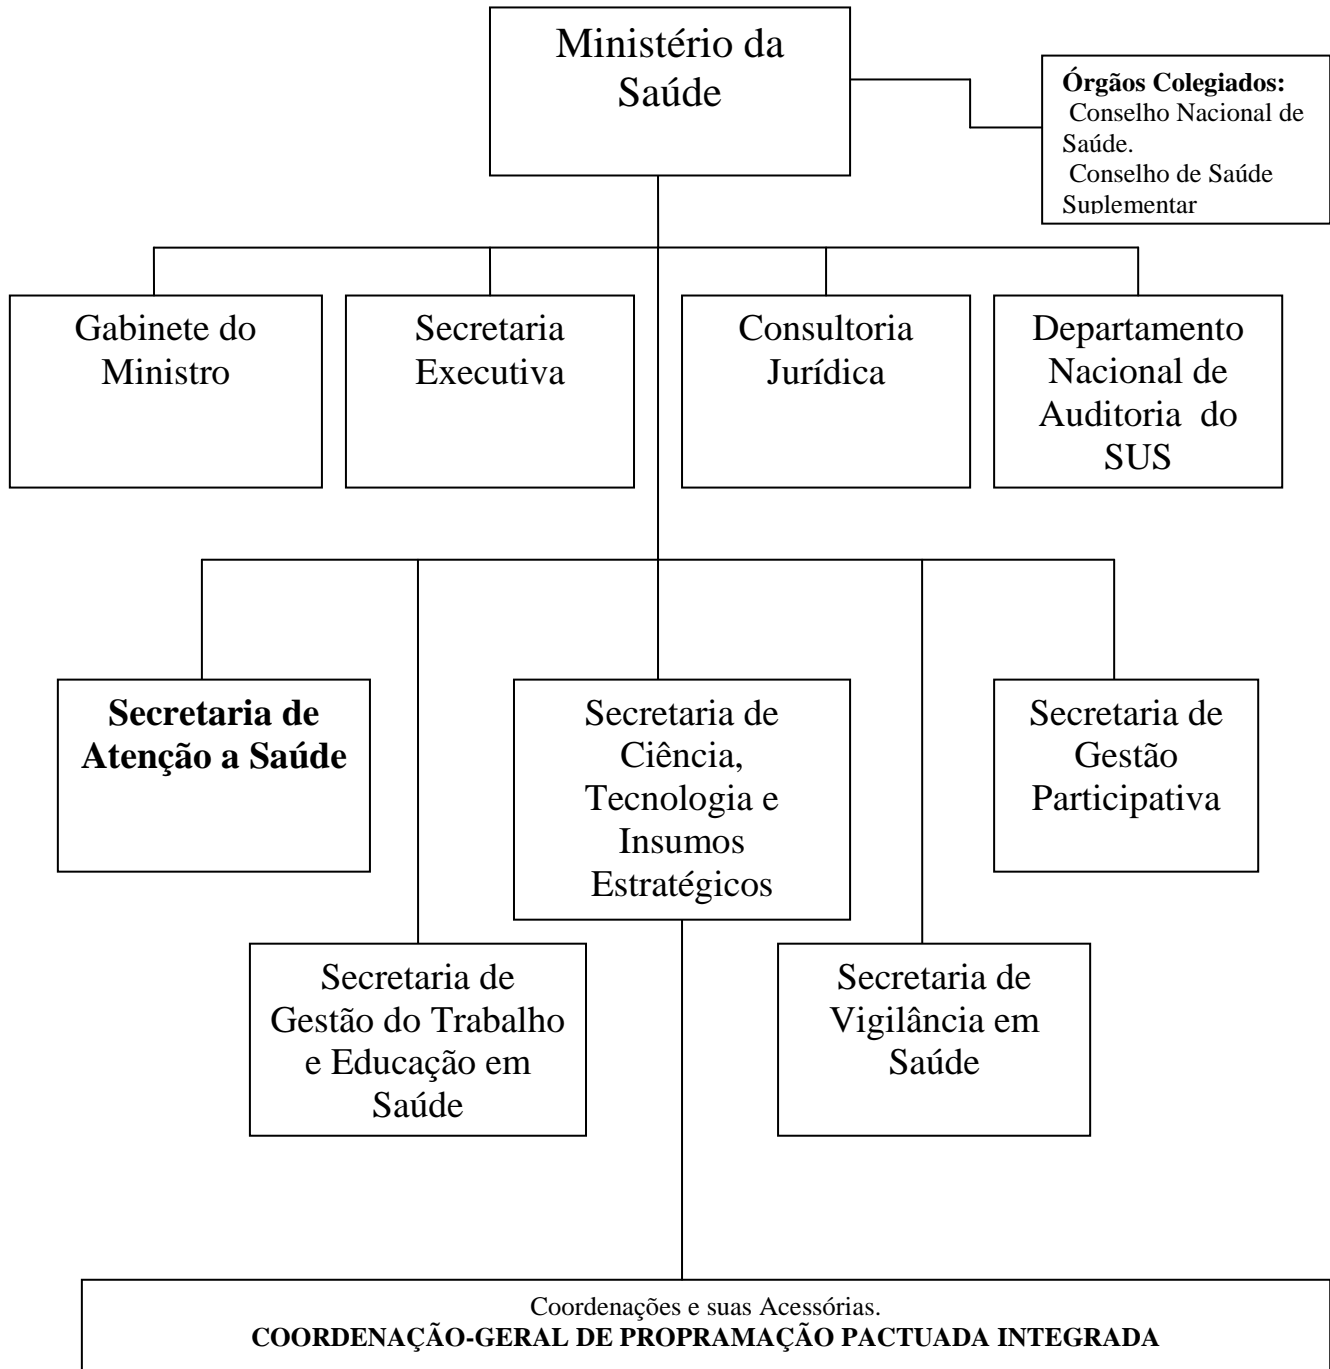 Ministério da
Saúde
Órgãos Colegiados:
Conselho Nacional de
Saúde.
Conselho de Saúde
Suplementar
Gabinete do
Ministro
Secretaria
Executiva
Consultoria
Jurídica
Departamento
Nacional de
Auditoria do
SUS
Secretaria de
Atenção a Saúde
Secretaria de
Ciência,
Tecnologia e
Insumos
Estratégicos
Secretaria de
Gestão
Participativa
Secretaria de
Gestão do Trabalho
e Educação em
Saúde
Secretaria de
Vigilância em
Saúde
Coordenações e suas Acessórias.
COORDENAÇÃO-GERAL DE PROPRAMAÇÃO PACTUADA INTEGRADA